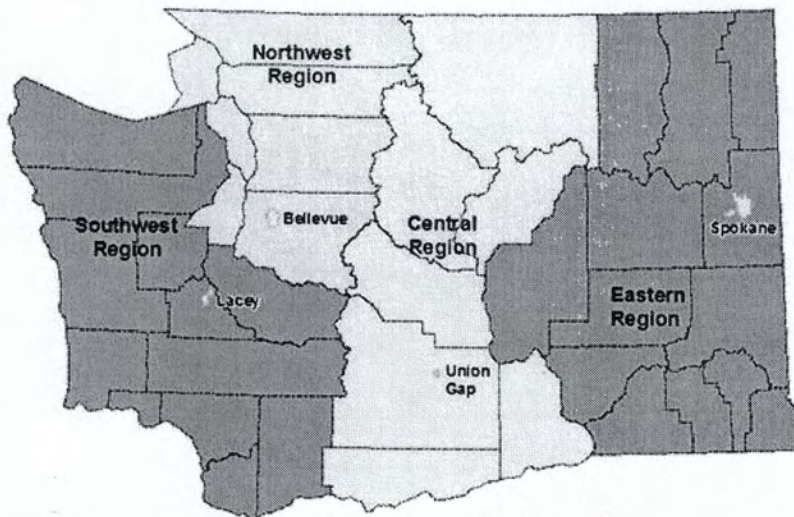 Northwest
Region
Bellevue
Southwest
Region
Central
Region
Spokane
Lacey
Eastern
Region
Union
Gap